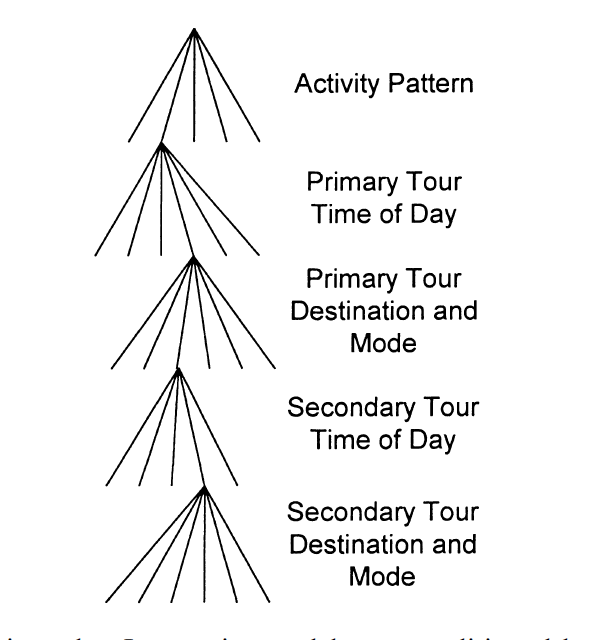 Activity Pattern
Primary Tour
Time of Day
Primary Tour
Destination and
Mode
Secondary Tour
Time of Day
Secondary Tour
Destination and
Mode